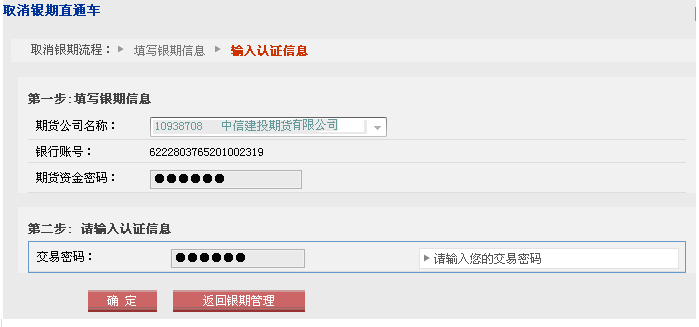 取消银期直通车
取消银期流程： 填写银期信息 输入认证信息
第一步:填写银期信息
期货公司名称： 10938708 中信建投期货有限公司
银行账号： 6222803765201002319
期货资金密码： ●●●●●●
第二步: 请输入认证信息
交易密码： ●●●●●● 请输入您的交易密码
确 定 返回银期管理